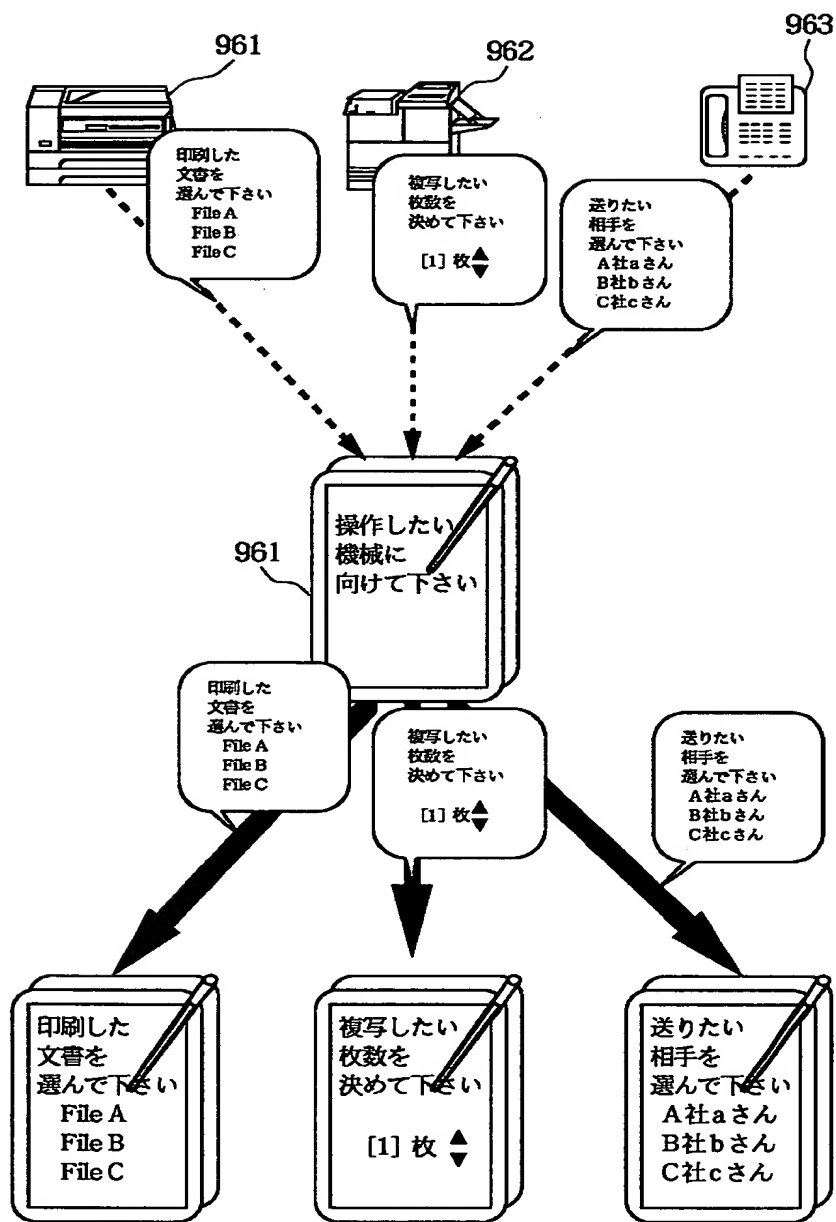 961
962
963
印刷した
文書を
選んで下さい
File A
File B
File C
複写したい
枚数を
決めて下さい
[1] 枚
送りたい
相手を
選んで下さい
A社aさん
B社bさん
C社cさん
操作したい
機械に
向けて下さい
961
印刷した
文書を
選んで下さい
File A
File B
File C
複写したい
枚数を
決めて下さい
[1] 枚
送りたい
相手を
選んで下さい
A社aさん
B社bさん
C社cさん
印刷した
文書を
選んで下さい
File A
File B
File C
複写したい
枚数を
決めて下さい
[1] 枚
送りたい
相手を
選んで下さい
A社aさん
B社bさん
C社cさん